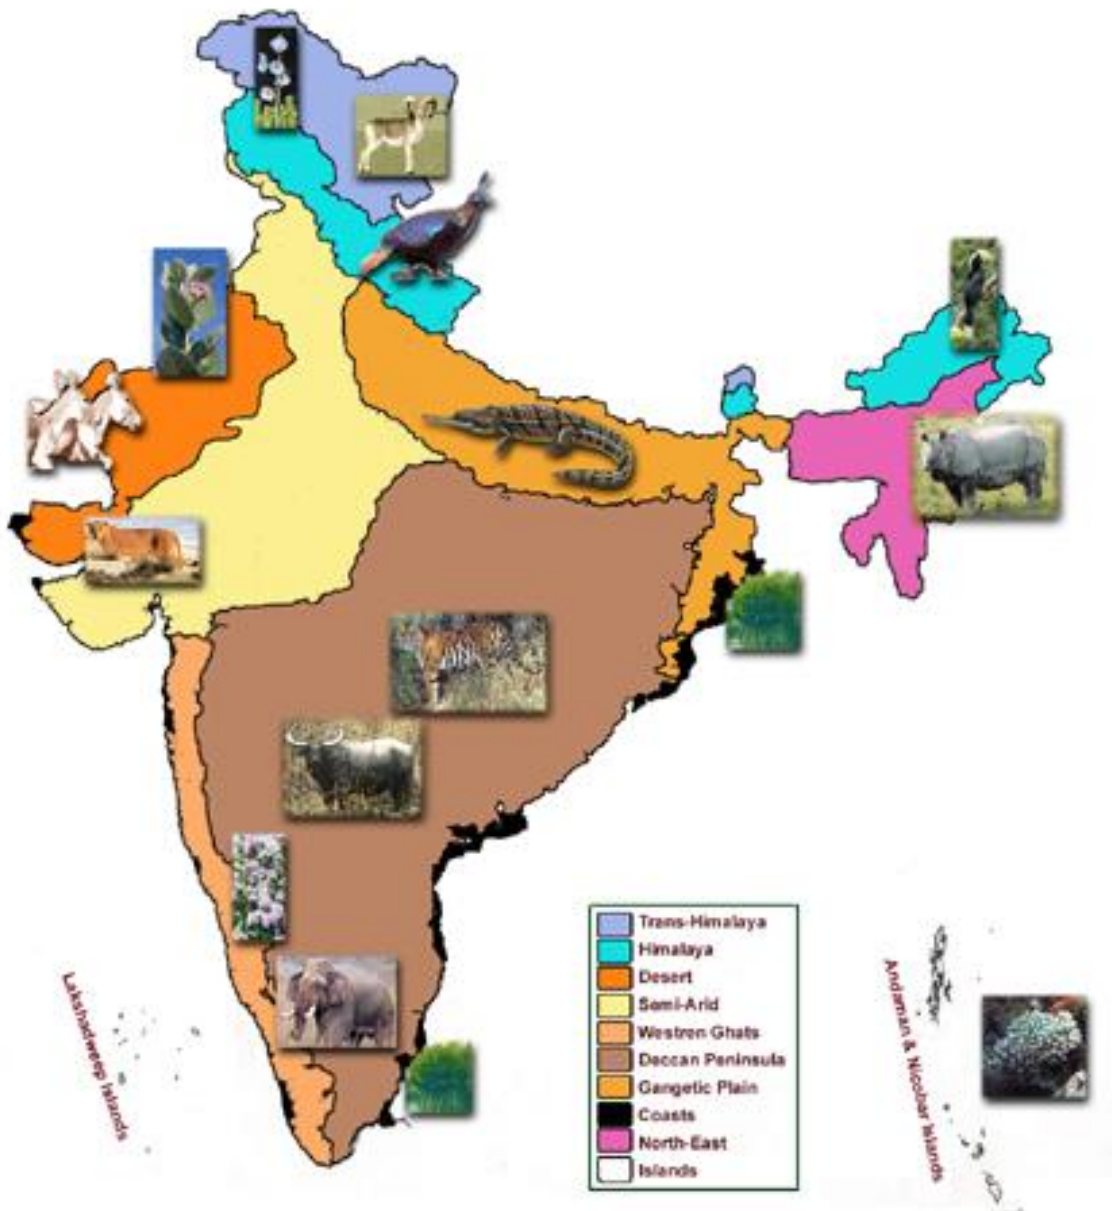 Trans-Himalaya
Himalaya
Desert
Semi-Arid
Westren Ghats
Deccan Peninsula
Gangetic Plain
Coasts
North-East
Islands
Lakshadweep Islands
Andaman & Nicobar Islands